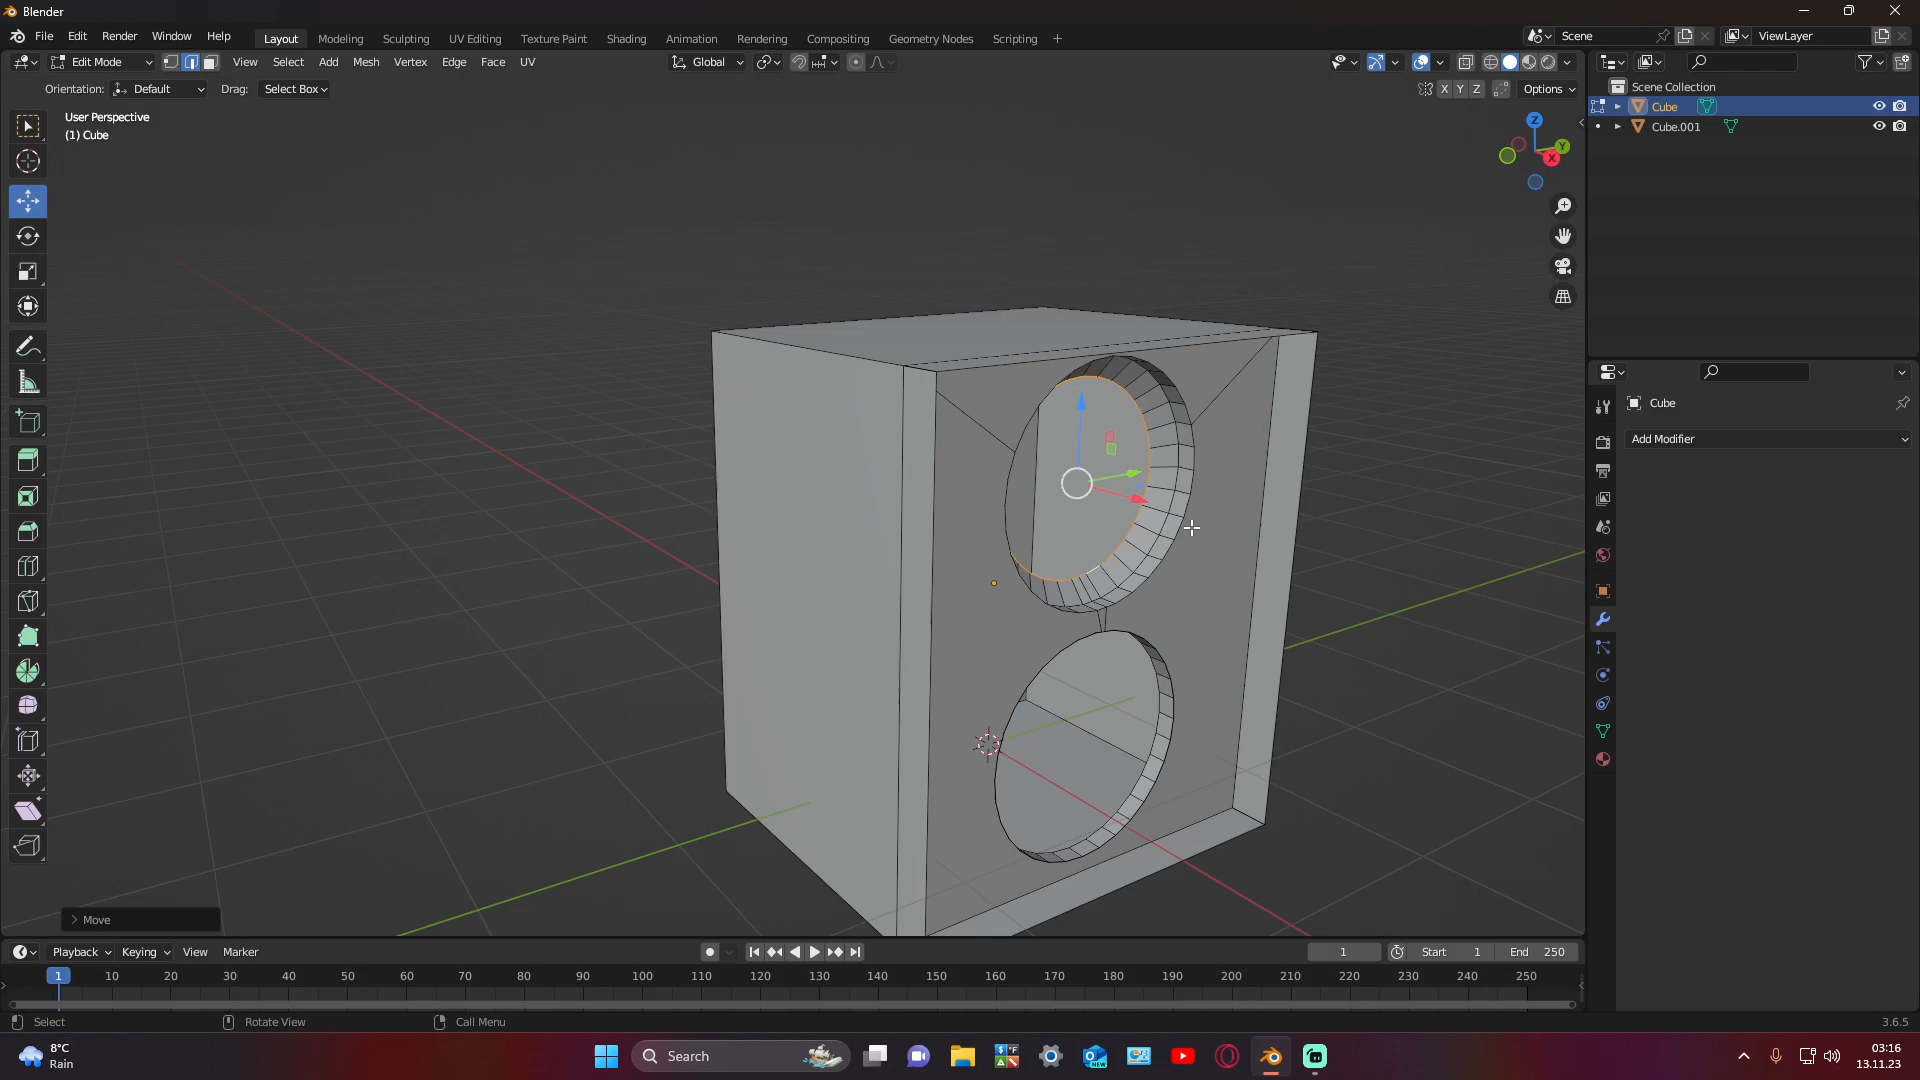 Blender
File Edit Render Window Help Layout Modeling Sculpting UV Editing Texture Paint Shading Animation Rendering Compositing Geometry Nodes Scripting + Scene ViewLayer
Edit Mode View Select Add Mesh Vertex Edge Face UV Global
Orientation: Default Drag: Select Box X Y Z Options
Scene Collection
Cube
Cube.001
User Perspective
(1) Cube
Z
Y
X
Cube
Add Modifier
> Move
Playback Keying View Marker 1 Start 1 End 250
1 10 20 30 40 50 60 70 80 90 100 110 120 130 140 150 160 170 180 190 200 210 220 230 240 250
Select Rotate View Call Menu 3.6.5
8°C
Rain
Search
NEW
03:16
13.11.23